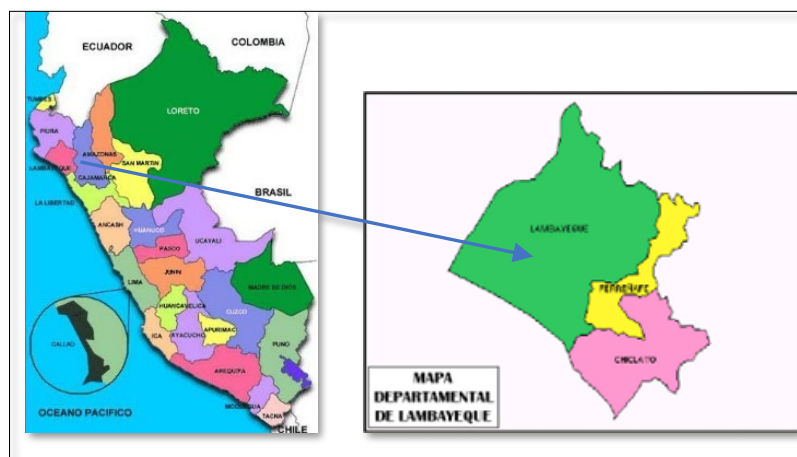 ECUADOR
COLOMBIA
TUMBES
LORETO
PIURA
AMAZONAS
LAMBAYEQUE
SAN MARTIN
CAJAMARCA
BRASIL
LA LIBERTAD
ANCASH
HUANUCO
UCAYALI
PASCO
LIMA
JUNIN
MADRE DE DIOS
CALLAO
HUANCAVELICA
CUZCO
ICA
AYACUCHO
APURIMAC
PUNO
AREQUIPA
OCEANO PACIFICO
MOQUEGUA
TACNA
CHILE
LAMBAYEQUE
FERREÑAFE
CHICLAYO
MAPA
DEPARTAMENTAL
DE LAMBAYEQUE